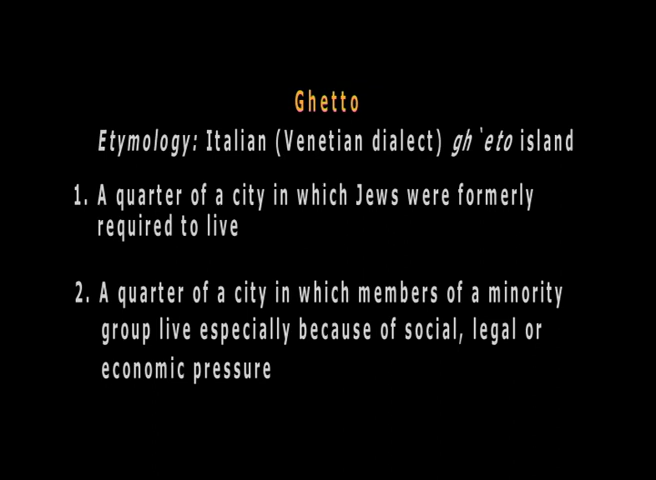 Ghetto
Etymology: Italian (Venetian dialect) gh`eto island
1. A quarter of a city in which Jews were formerly
required to live
2. A quarter of a city in which members of a minority
group live especially because of social, legal or
economic pressure